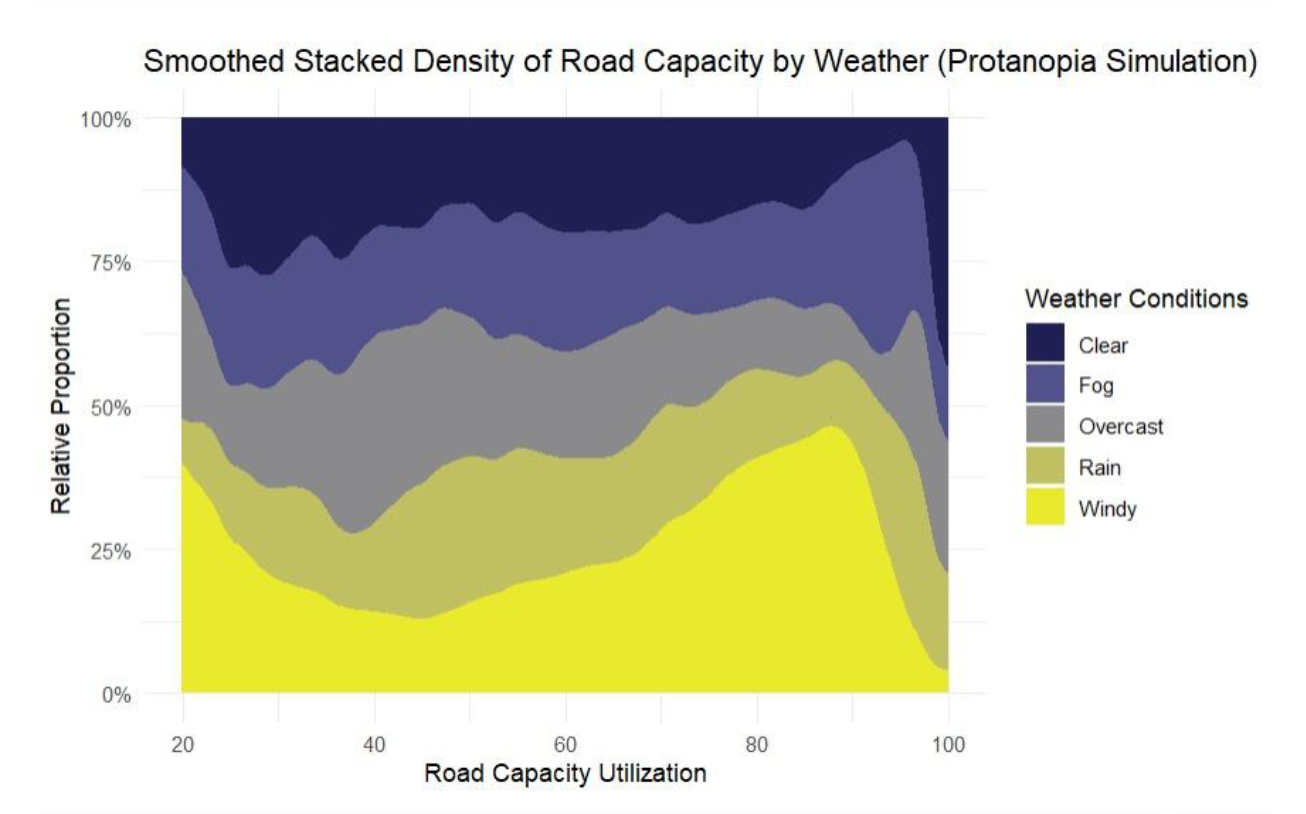 Smoothed Stacked Density of Road Capacity by Weather (Protanopia Simulation)
100%
75%
50%
25%
0%
Relative Proportion
20 40 60 80 100
Road Capacity Utilization
Weather Conditions
Clear
Fog
Overcast
Rain
Windy